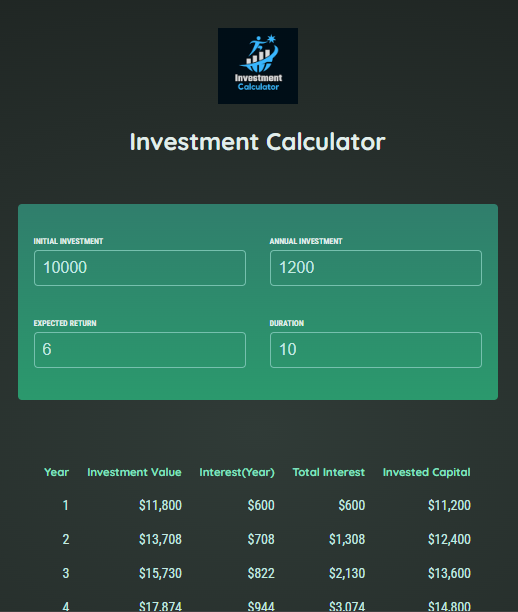 Investment
Calculator
Investment Calculator
INITIAL INVESTMENT ANNUAL INVESTMENT
10000 1200
EXPECTED RETURN DURATION
6 10
Year Investment Value Interest(Year) Total Interest Invested Capital
1 $11,800 $600 $600 $11,200
2 $13,708 $708 $1,308 $12,400
3 $15,730 $822 $2,130 $13,600
4 $17,874 $944 $3,074 $14,800